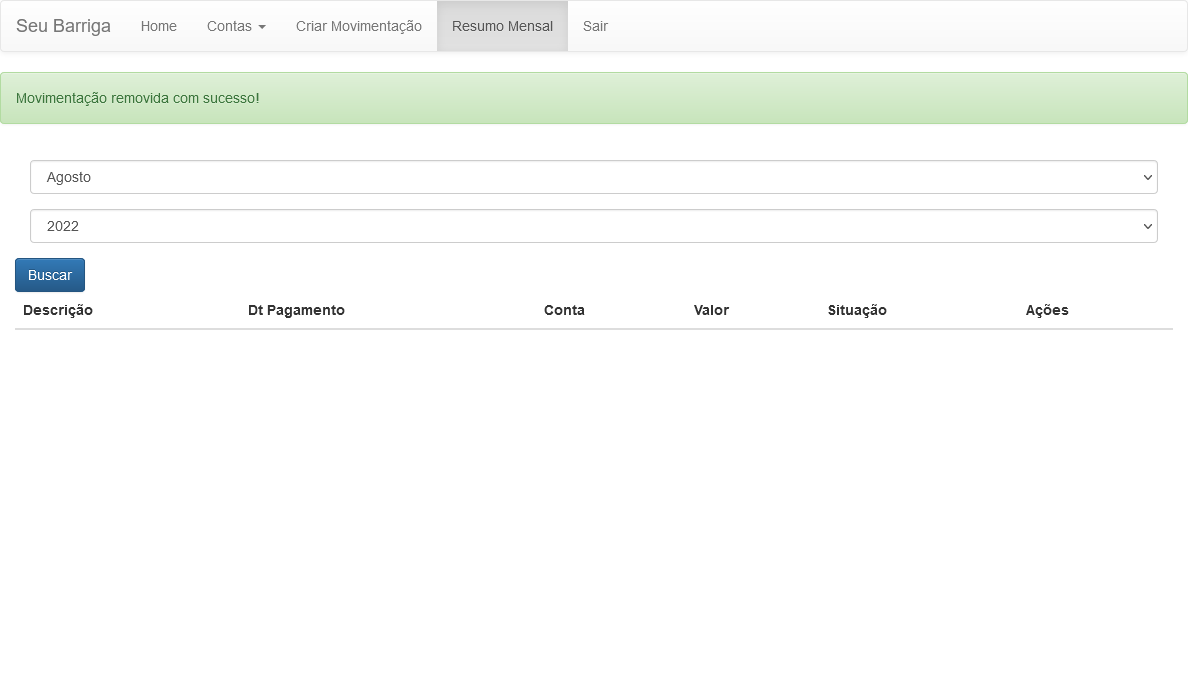 Seu Barriga Home Contas Criar Movimentação Resumo Mensal Sair
Movimentação removida com sucesso!
Agosto
2022
Buscar
Descrição Dt Pagamento Conta Valor Situação Ações